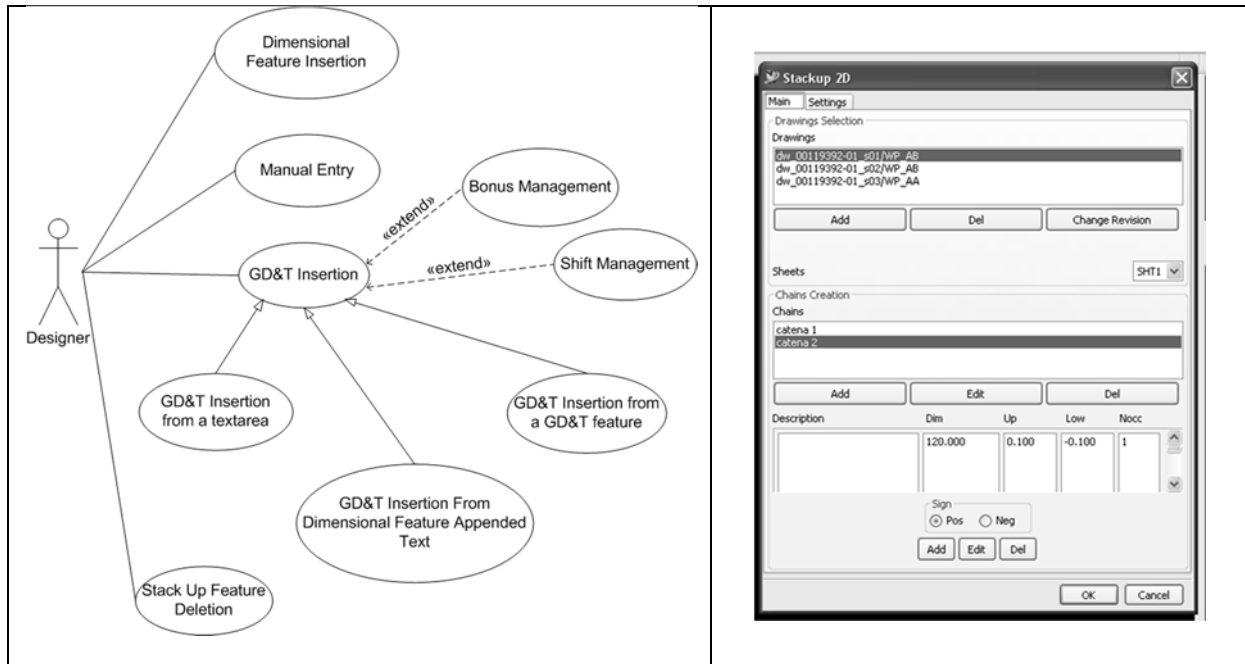 Dimensional
Feature Insertion
Manual Entry
Bonus Management
«extend»
Shift Management
«extend»
GD&T Insertion
Designer
GD&T Insertion
from a textarea
GD&T Insertion from
a GD&T feature
GD&T Insertion From
Dimensional Feature Appended
Text
Stack Up Feature
Deletion
Stackup 2D
Main Settings
Drawings Selection
Drawings
dw_00119392-01_s01/WP_AB
dw_00119392-01_s02/WP_AB
dw_00119392-01_s03/WP_AA
Add Del Change Revision
Sheets SHT1
Chains Creation
Chains
catena 1
catena 2
Add Edit Del
Description Dim Up Low Nocc
120.000 0.100 -0.100 1
Sign
Pos Neg
Add Edit Del
OK Cancel